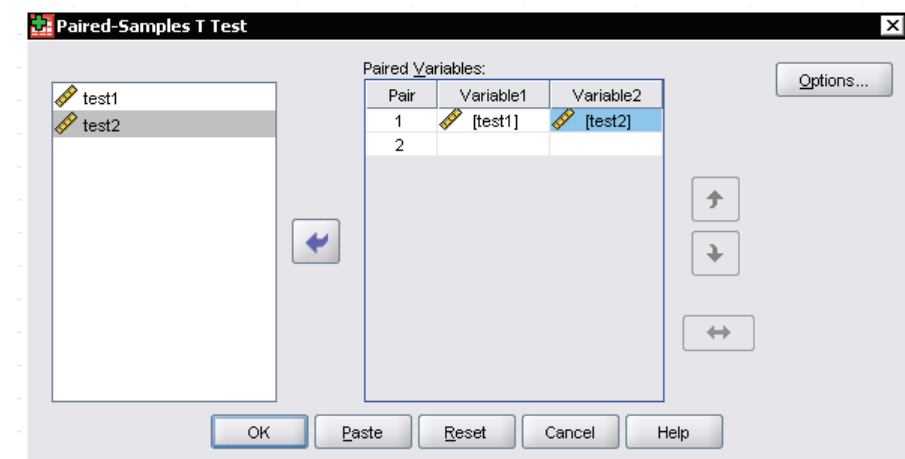 Paired-Samples T Test
Paired Variables:
Options...
test1
test2
Pair Variable1 Variable2
1 [test1] [test2]
2
OK Paste Reset Cancel Help